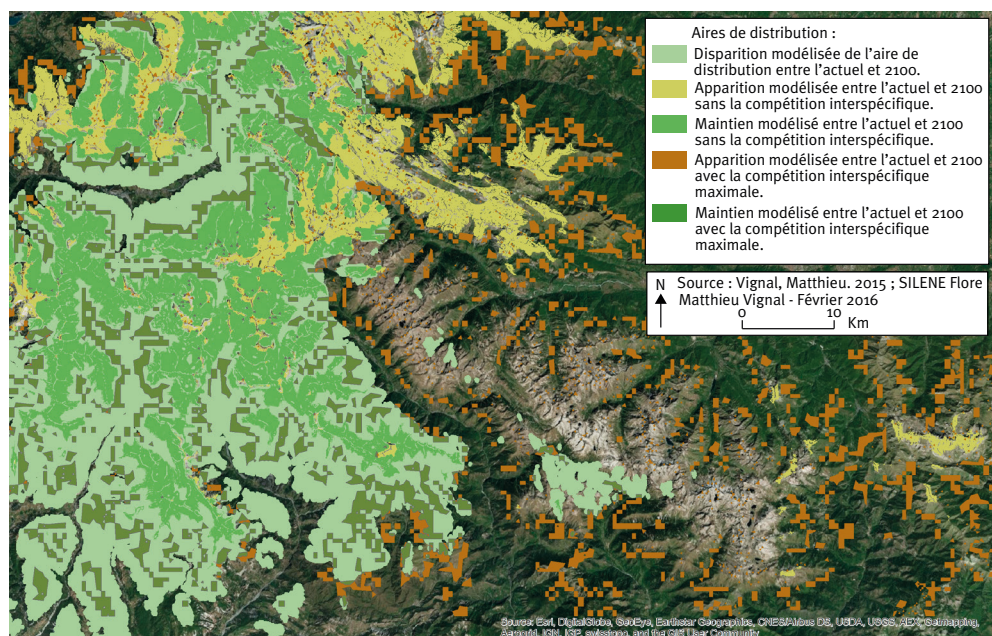 Aires de distribution :
Disparition modélisée de l'aire de
distribution entre l'actuel et 2100.
Apparition modélisée entre l'actuel et 2100
sans la compétition interspécifique.
Maintien modélisé entre l'actuel et 2100
sans la compétition interspécifique.
Apparition modélisée entre l'actuel et 2100
avec la compétition interspécifique
maximale.
Maintien modélisé entre l'actuel et 2100
avec la compétition interspécifique
maximale.
N Source : Vignal, Matthieu. 2015 ; SILENE Flore
Matthieu Vignal - Février 2016
0 10
Km
Source: Esri, DigitalGlobe, GeoEye, Earthstar Geographics, CNES/Airbus DS, USDA, USGS, AEX, Getmapping,
Aerogrid, IGN, IGP, swisstopo, and the GIS User Community